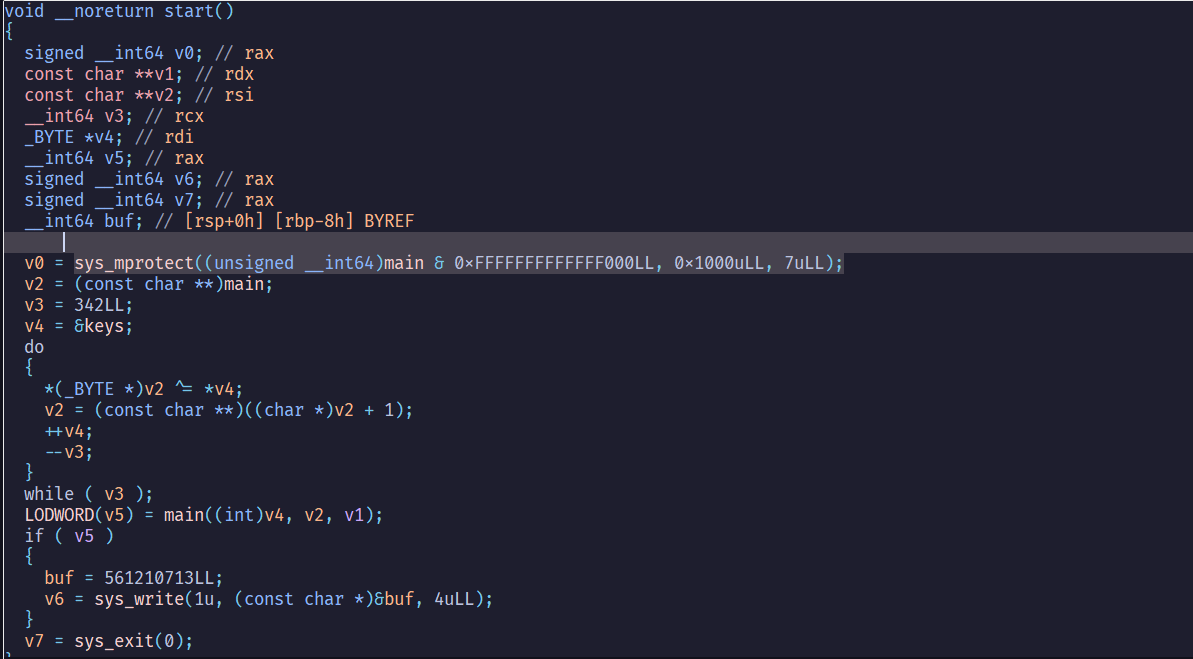 void __noreturn start()
{
signed __int64 v0; // rax
const char **v1; // rdx
const char **v2; // rsi
__int64 v3; // rcx
_BYTE *v4; // rdi
__int64 v5; // rax
signed __int64 v6; // rax
signed __int64 v7; // rax
__int64 buf; // [rsp+0h] [rbp-8h] BYREF
v0 = sys_mprotect((unsigned __int64)main & 0xFFFFFFFFFFFFF000LL, 0x1000uLL, 7uLL);
v2 = (const char **)main;
v3 = 342LL;
v4 = &keys;
do
{
*(_BYTE *)v2 ^= *v4;
v2 = (const char **)((char *)v2 + 1);
++v4;
--v3;
}
while ( v3 );
LODWORD(v5) = main((int)v4, v2, v1);
if ( v5 )
{
buf = 561210713LL;
v6 = sys_write(1u, (const char *)&buf, 4uLL);
}
v7 = sys_exit(0);